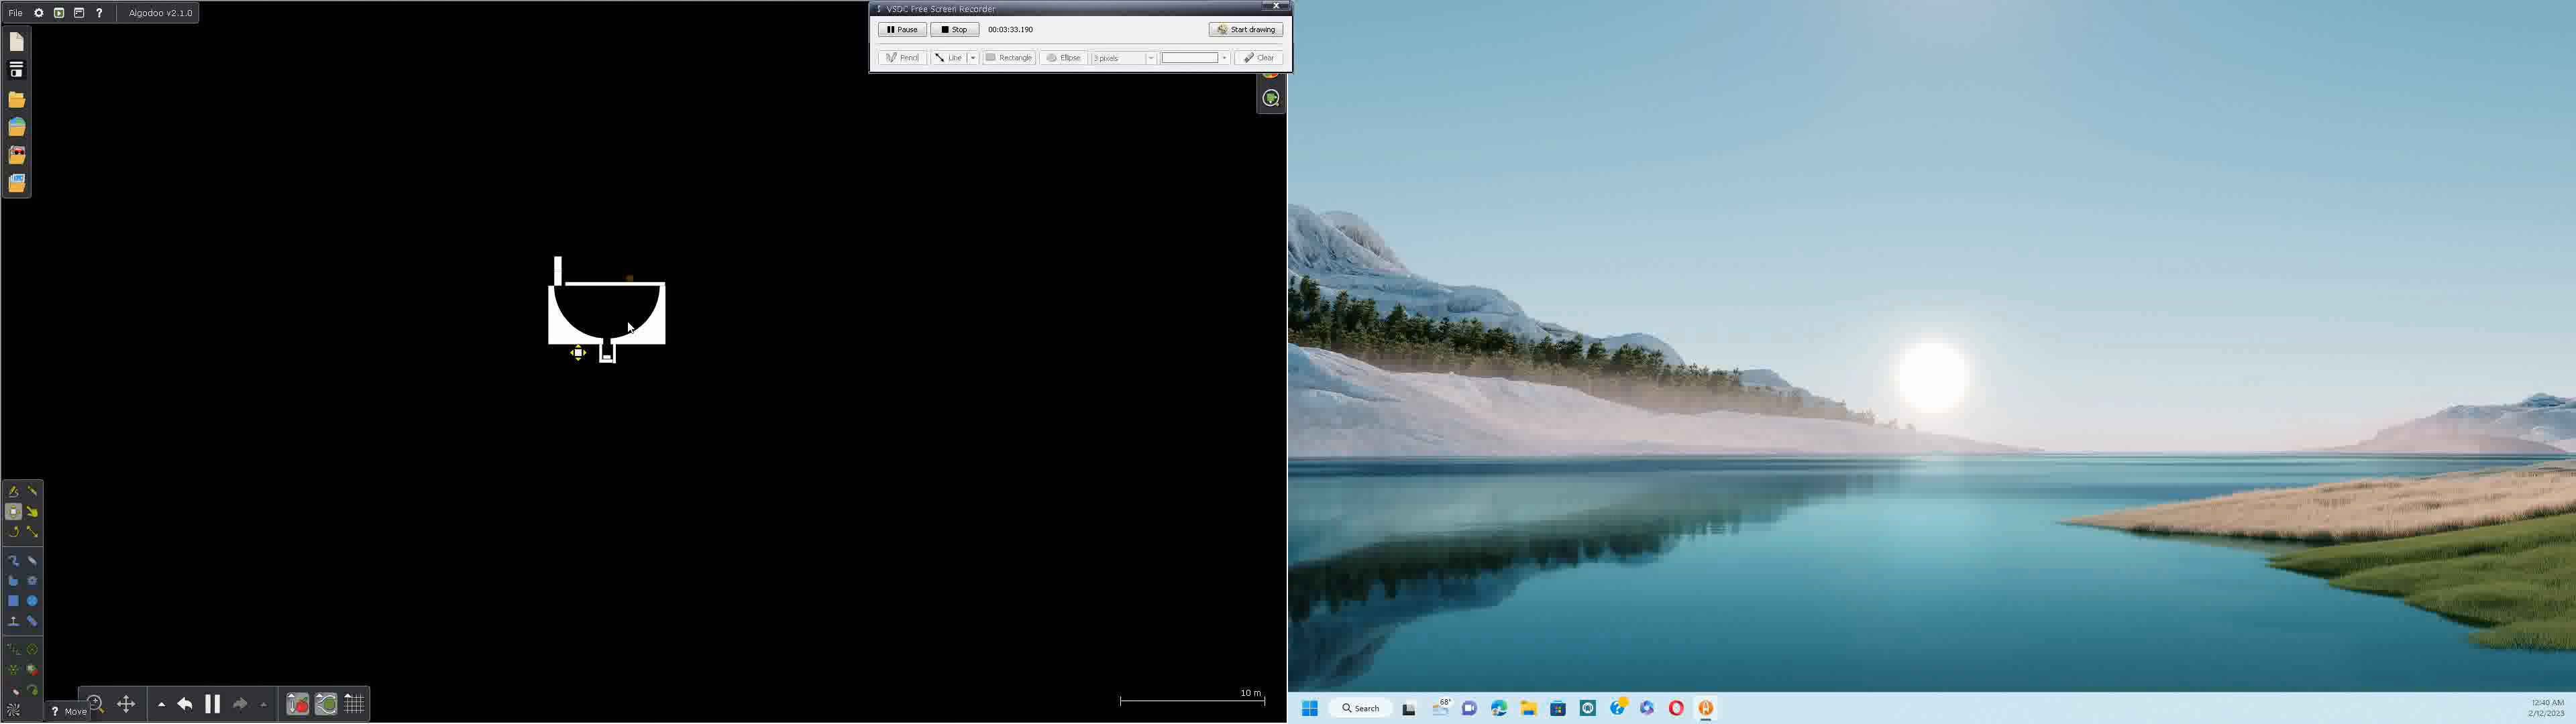 File ? Algodoo v2.1.0
VSDC Free Screen Recorder
Pause Stop 00:03:33.190 Start drawing
Pencil Line Rectangle Ellipse 3 pixels Clear
10 m
? Move
Search
68°
12:40 AM
2/12/2023